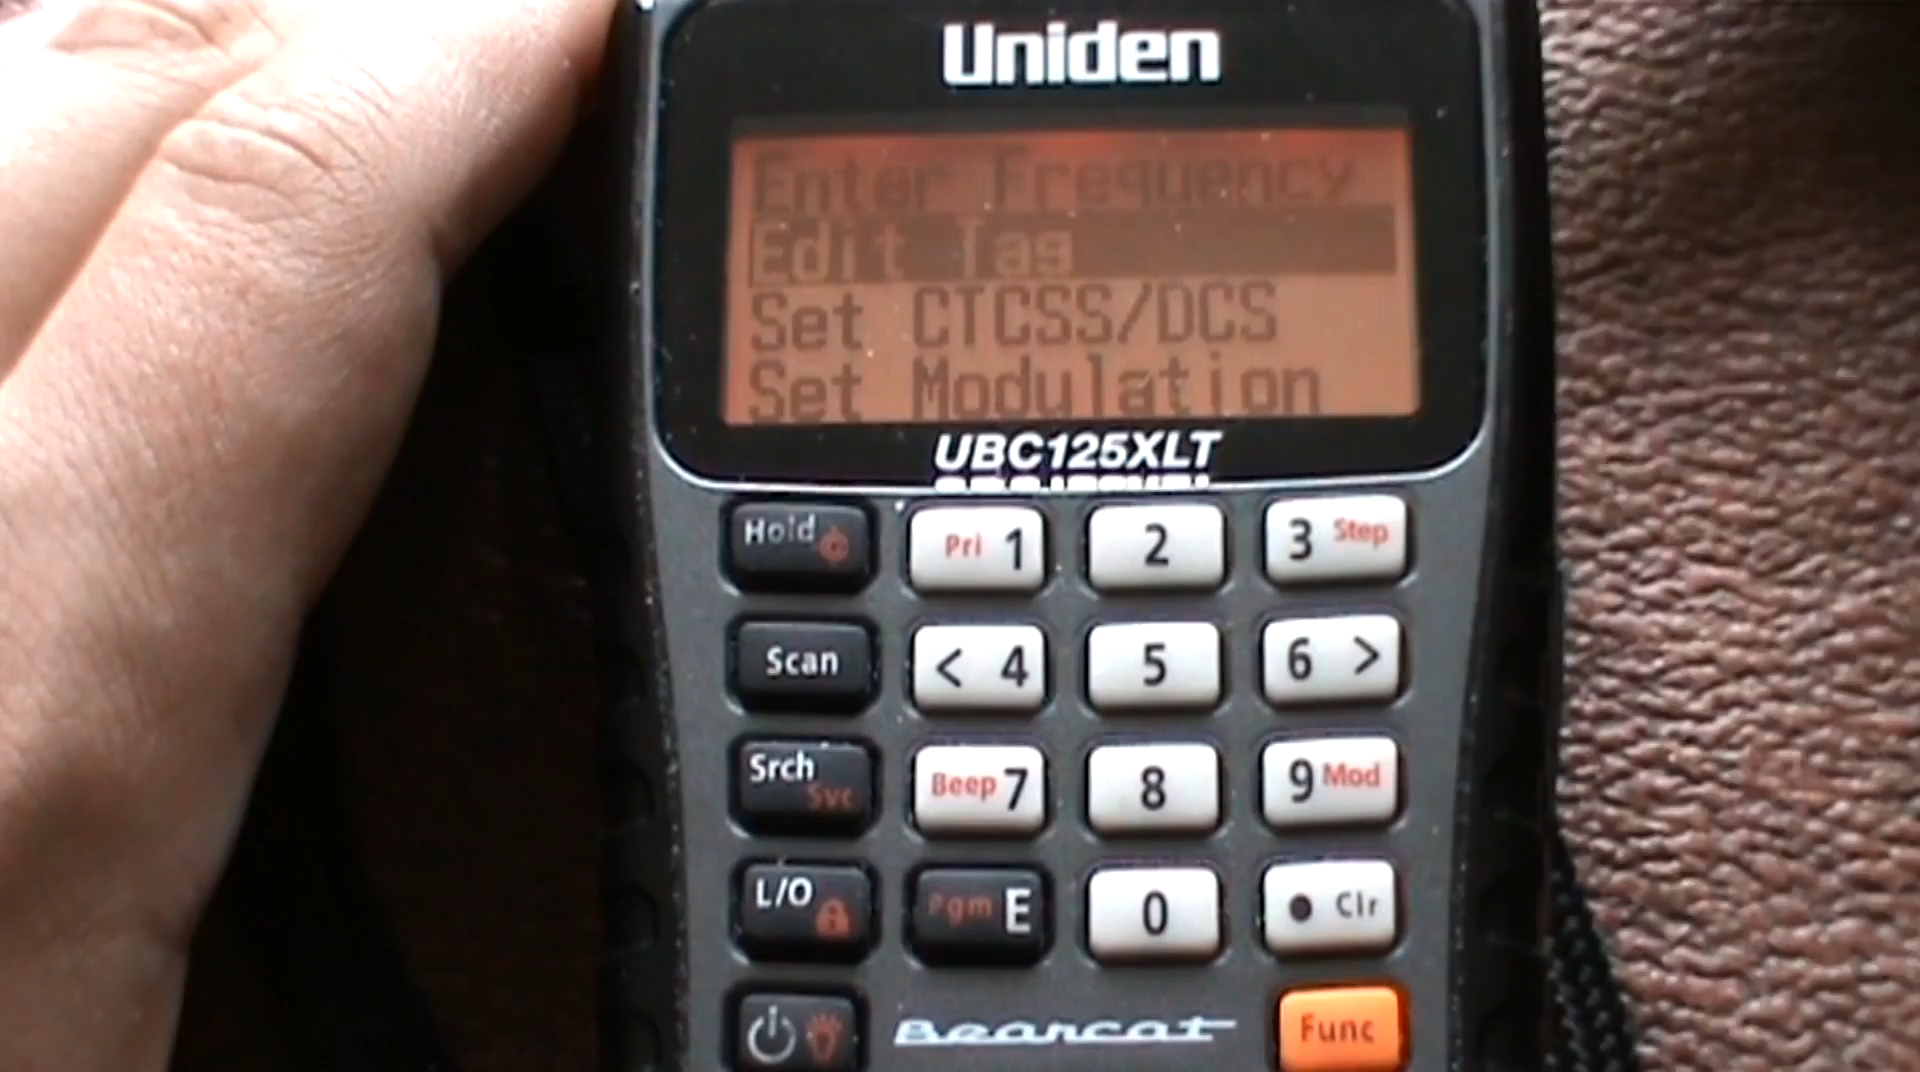 Uniden
Enter Frequency
Edit Tag
Set CTCSS/DCS
Set Modulation
UBC125XLT
Hold Pri 1 2 3 Step
Scan < 4 5 6 >
Srch Svc Beep 7 8 9 Mod
L/O Pgm E 0 • Clr
Bearcat Func